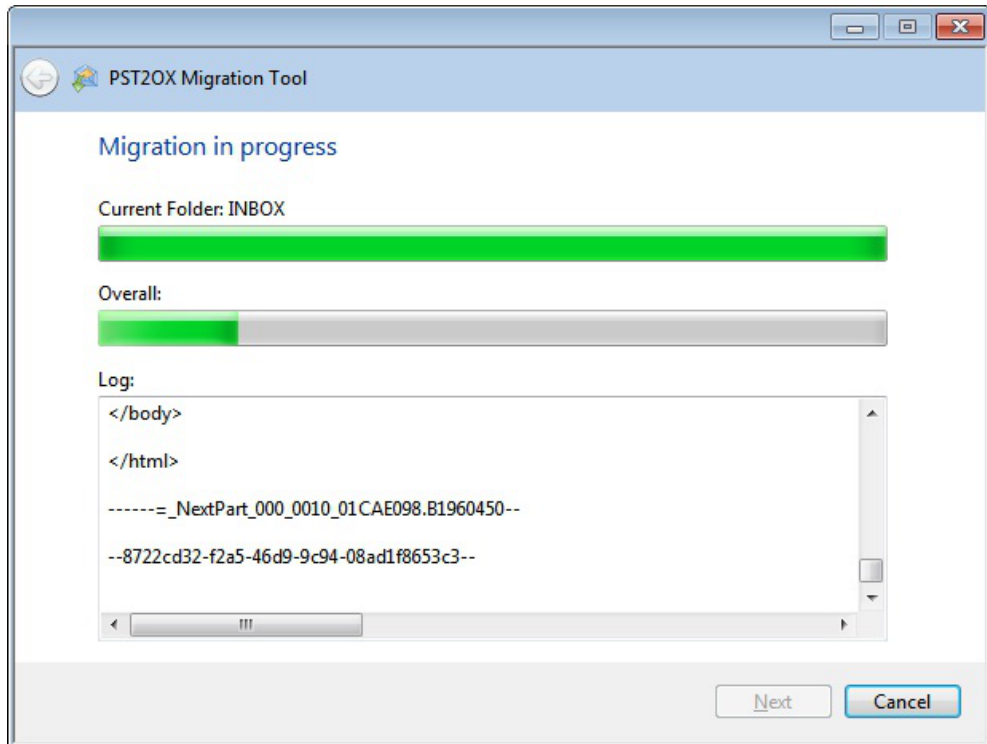 PST2OX Migration Tool
Migration in progress
Current Folder: INBOX
Overall:
Log:
</body>
</html>
------=_NextPart_000_0010_01CAE098.B1960450--
--8722cd32-f2a5-46d9-9c94-08ad1f8653c3--
Next
Cancel